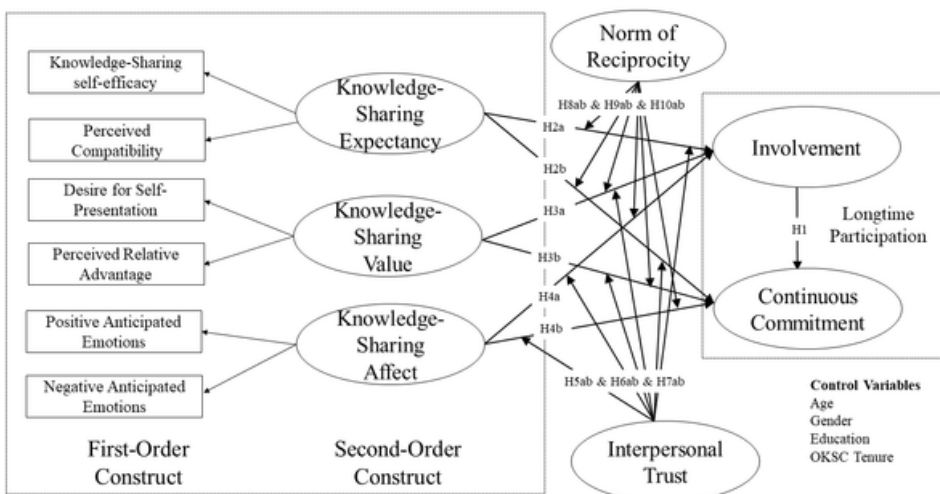 Knowledge-Sharing
self-efficacy
Perceived
Compatibility
Desire for Self-
Presentation
Perceived Relative
Advantage
Positive Anticipated
Emotions
Negative Anticipated
Emotions
First-Order
Construct
Knowledge-
Sharing
Expectancy
Knowledge-
Sharing
Value
Knowledge-
Sharing
Affect
Second-Order
Construct
Norm of
Reciprocity
H8ab & H9ab & H10ab
H2a
H2b
H3a
H3b
H4a
H4b
H5ab & H6ab & H7ab
Interpersonal
Trust
Involvement
H1
Longtime
Participation
Continuous
Commitment
Control Variables
Age
Gender
Education
OKSC Tenure